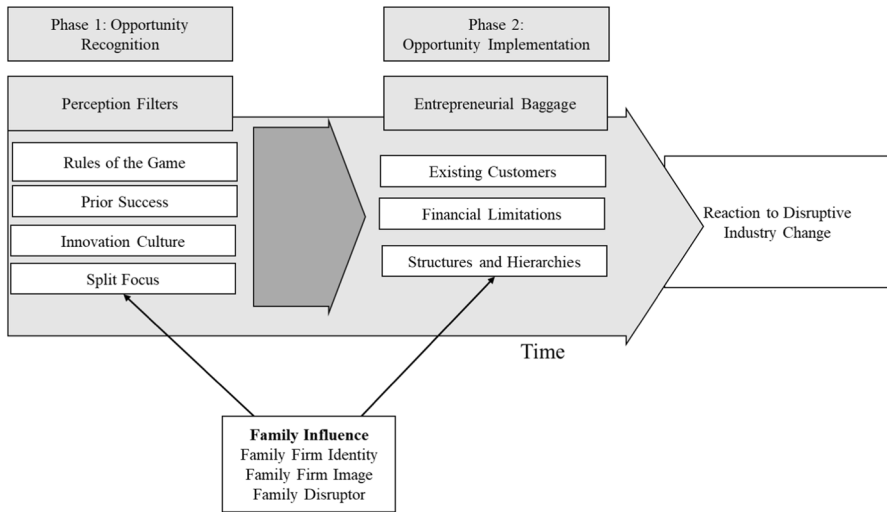 Phase 1: Opportunity
Recognition
Phase 2:
Opportunity Implementation
Perception Filters
Entrepreneurial Baggage
Rules of the Game
Prior Success
Innovation Culture
Split Focus
Existing Customers
Financial Limitations
Structures and Hierarchies
Reaction to Disruptive
Industry Change
Time
Family Influence
Family Firm Identity
Family Firm Image
Family Disruptor